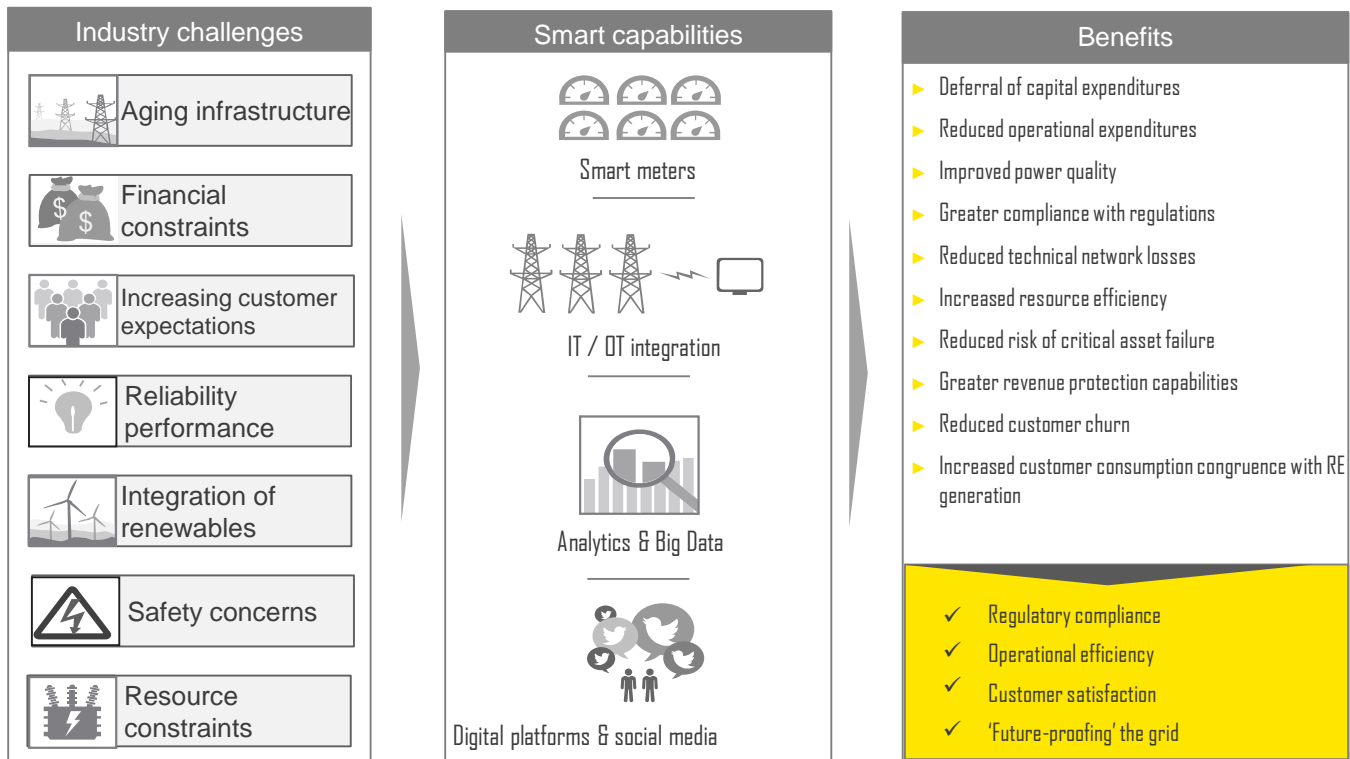 Industry challenges
Aging infrastructure
$
$
Financial
constraints
Increasing customer
expectations
Reliability
performance
Integration of
renewables
Safety concerns
Resource
constraints
Smart capabilities
Smart meters
IT / OT integration
Analytics & Big Data
Digital platforms & social media
Benefits
► Deferral of capital expenditures
► Reduced operational expenditures
► Improved power quality
► Greater compliance with regulations
► Reduced technical network losses
► Increased resource efficiency
► Reduced risk of critical asset failure
► Greater revenue protection capabilities
► Reduced customer churn
► Increased customer consumption congruence with RE
generation
✓ Regulatory compliance
✓ Operational efficiency
✓ Customer satisfaction
✓ ‘Future-proofing’ the grid